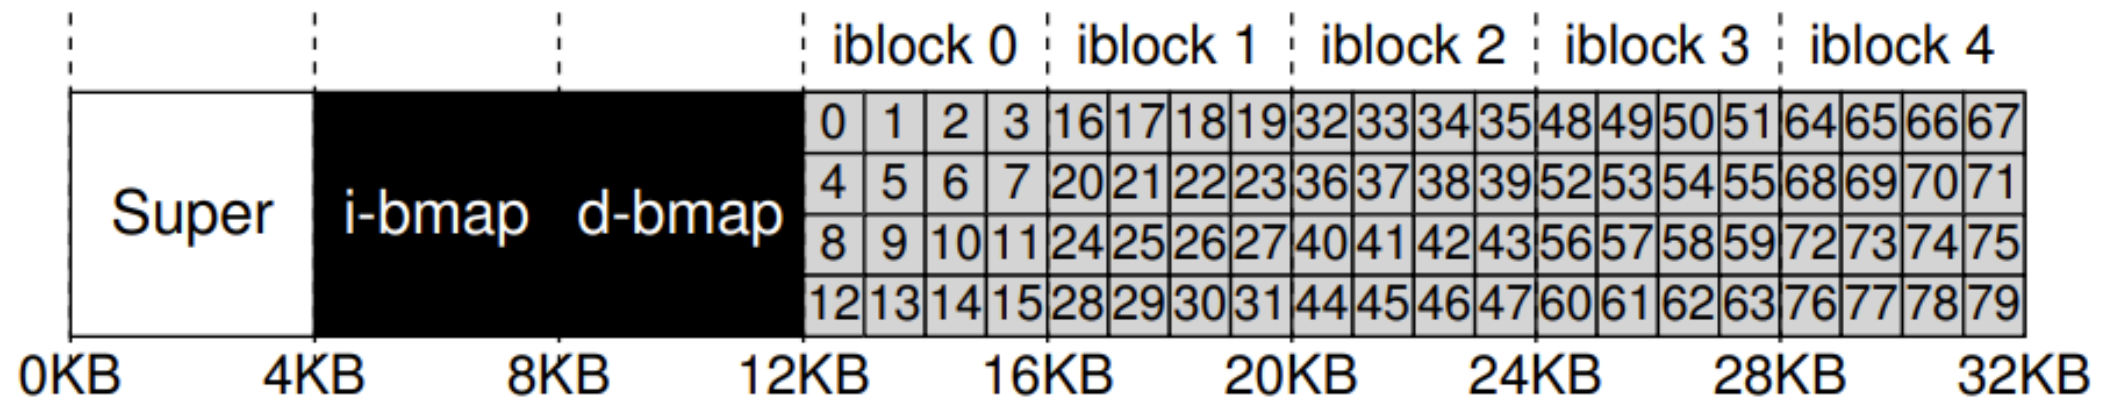 iblock 0 iblock 1 iblock 2 iblock 3 iblock 4
0 1 2 3 16 17 18 19 32 33 34 35 48 49 50 51 64 65 66 67
4 5 6 7 20 21 22 23 36 37 38 39 52 53 54 55 68 69 70 71
Super i-bmap d-bmap
8 9 10 11 24 25 26 27 40 41 42 43 56 57 58 59 72 73 74 75
12 13 14 15 28 29 30 31 44 45 46 47 60 61 62 63 76 77 78 79
0KB 4KB 8KB 12KB 16KB 20KB 24KB 28KB 32KB